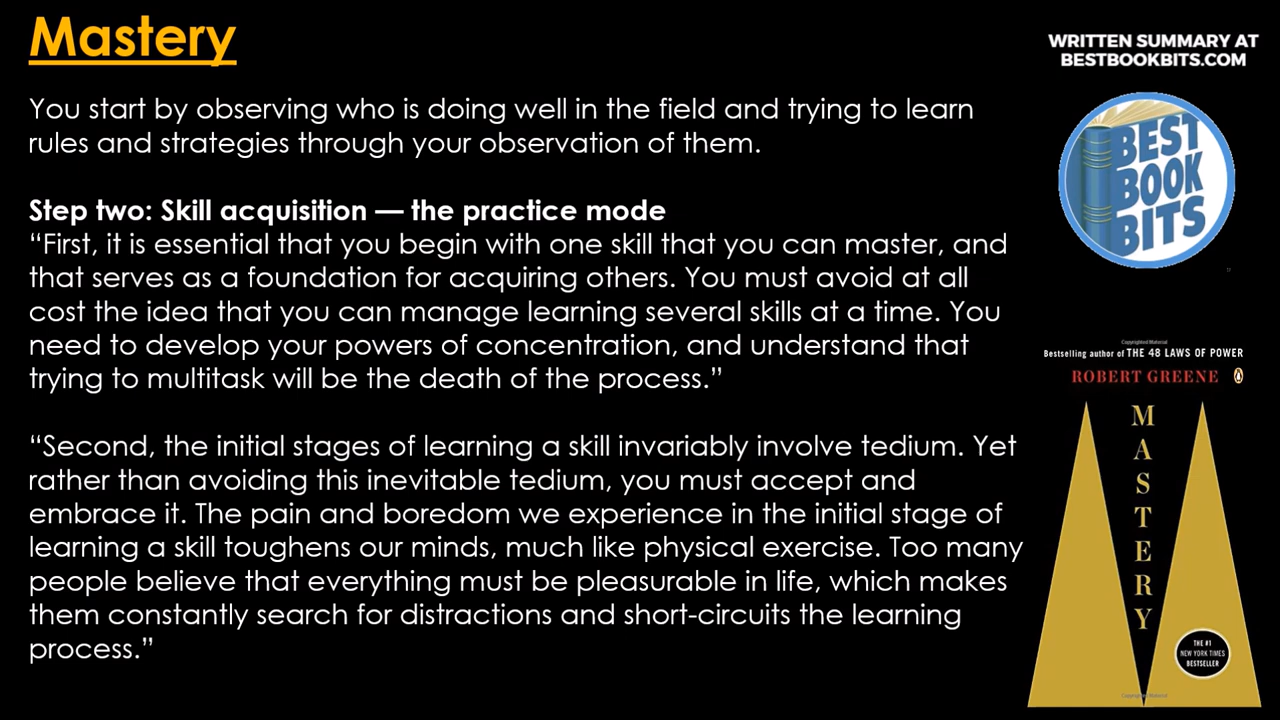 Mastery
You start by observing who is doing well in the field and trying to learn
rules and strategies through your observation of them.
Step two: Skill acquisition — the practice mode
“First, it is essential that you begin with one skill that you can master, and
that serves as a foundation for acquiring others. You must avoid at all
cost the idea that you can manage learning several skills at a time. You
need to develop your powers of concentration, and understand that
trying to multitask will be the death of the process.”
“Second, the initial stages of learning a skill invariably involve tedium. Yet
rather than avoiding this inevitable tedium, you must accept and
embrace it. The pain and boredom we experience in the initial stage of
learning a skill toughens our minds, much like physical exercise. Too many
people believe that everything must be pleasurable in life, which makes
them constantly search for distractions and short-circuits the learning
process.”
WRITTEN SUMMARY AT
BESTBOOKBITS.COM
BEST
BOOK
BITS
Copyrighted Material
Bestselling author of THE 48 LAWS OF POWER
ROBERT GREENE
MASTERY
THE #1
NEW YORK TIMES
BESTSELLER
Copyrighted Material